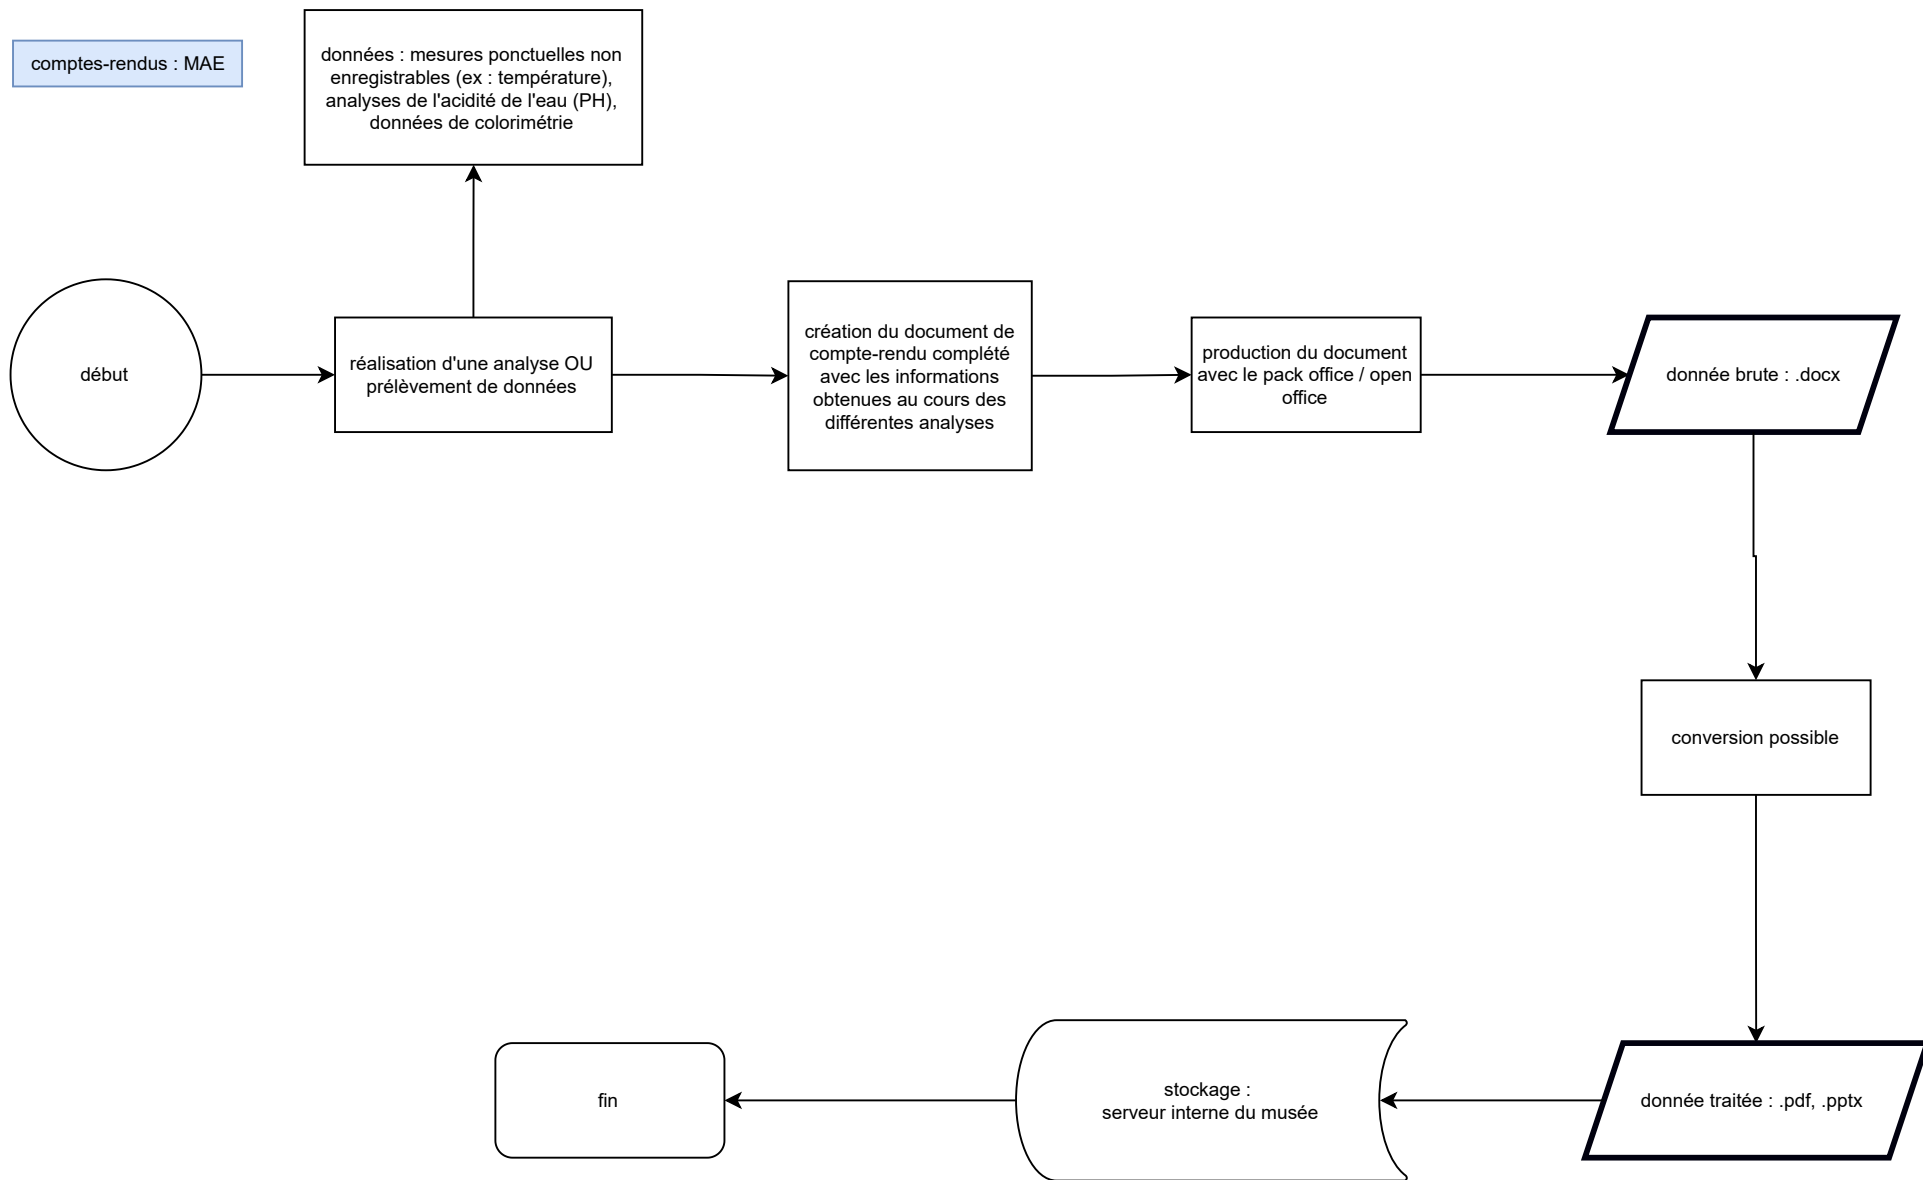 comptes-rendus : MAE
données : mesures ponctuelles non
enregistrables (ex : température),
analyses de l'acidité de l'eau (PH),
données de colorimétrie
début
réalisation d'une analyse OU
prélèvement de données
création du document de
compte-rendu complété
avec les informations
obtenues au cours des
différentes analyses
production du document
avec le pack office / open
office
donnée brute : .docx
conversion possible
donnée traitée : .pdf, .pptx
stockage :
serveur interne du musée
fin